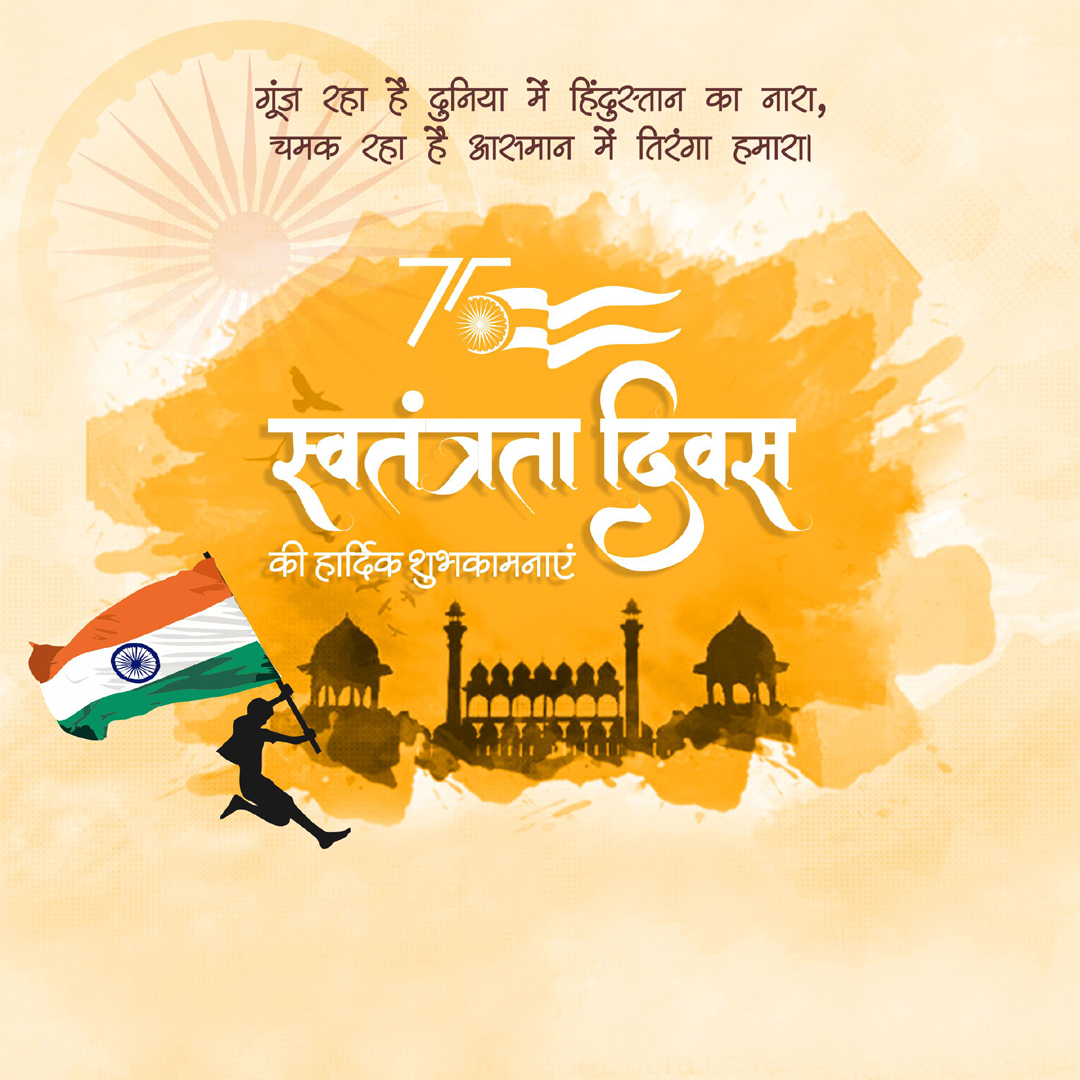 गूंज रहा है दुनिया में हिंदुस्तान का नारा,
चमक रहा है आसमान में तिरंगा हमारा।
75
स्वतंत्रता दिवस
की हार्दिक शुभकामनाएं